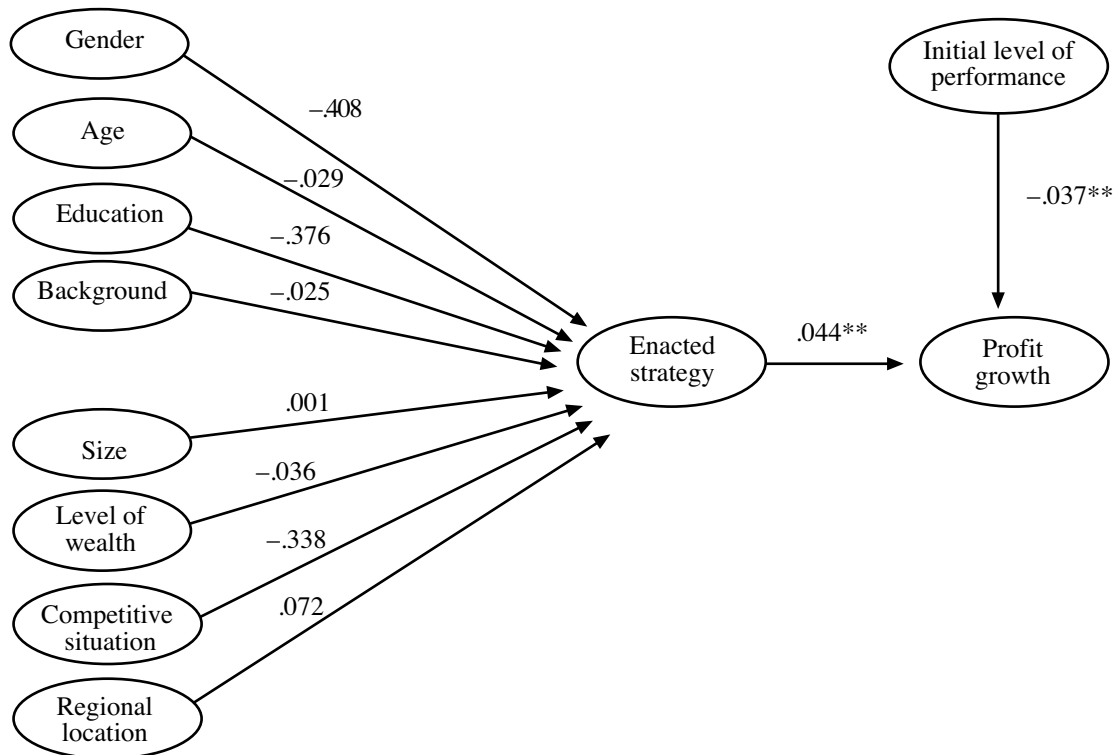 Gender
Initial level of
performance
–.408
Age
–.029
–.037**
Education
–.376
Background
–.025
Enacted
strategy
.044**
Profit
growth
.001
Size
–.036
Level of
wealth
–.338
Competitive
situation
.072
Regional
location